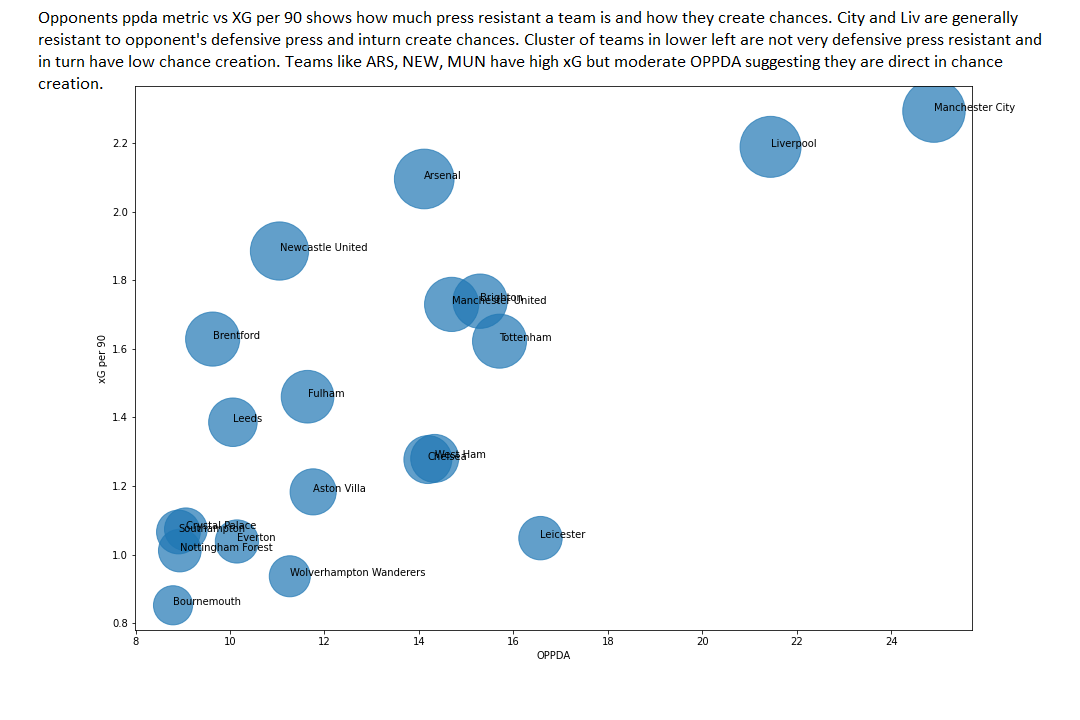 Opponents ppda metric vs XG per 90 shows how much press resistant a team is and how they create chances. City and Liv are generally
resistant to opponent's defensive press and inturn create chances. Cluster of teams in lower left are not very defensive press resistant and
in turn have low chance creation. Teams like ARS, NEW, MUN have high xG but moderate OPPDA suggesting they are direct in chance
creation.
Manchester City
Liverpool
2.2
Arsenal
2.0
Newcastle United
1.8
Brighton
Manchester United
Tottenham
Brentford
1.6
xG per 90
Fulham
1.4
Leeds
West Ham
Chelsea
1.2
Aston Villa
Crystal Palace
Southampton
Everton
Leicester
Nottingham Forest
1.0
Wolverhampton Wanderers
Bournemouth
0.8
8 10 12 14 16 18 20 22 24
OPPDA